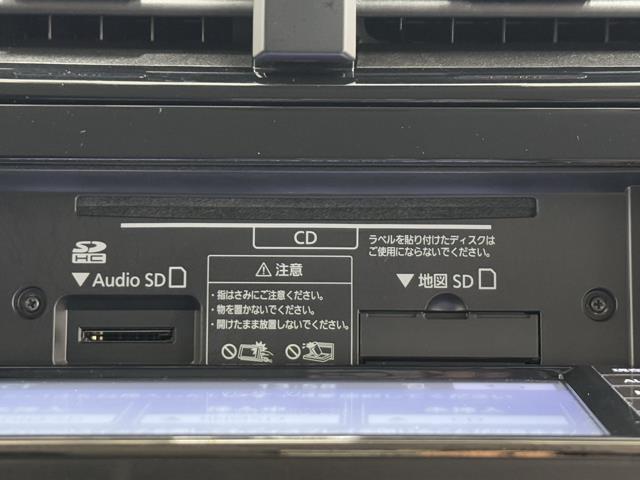 CD
ラベルを貼り付けたディスクは
ご使用にならないでください。
SD
HC
▼Audio SD
⚠注意
・指はさみにご注意ください。
・物を置かないでください。
・開けたまま放置しないでください。
▼地図 SD